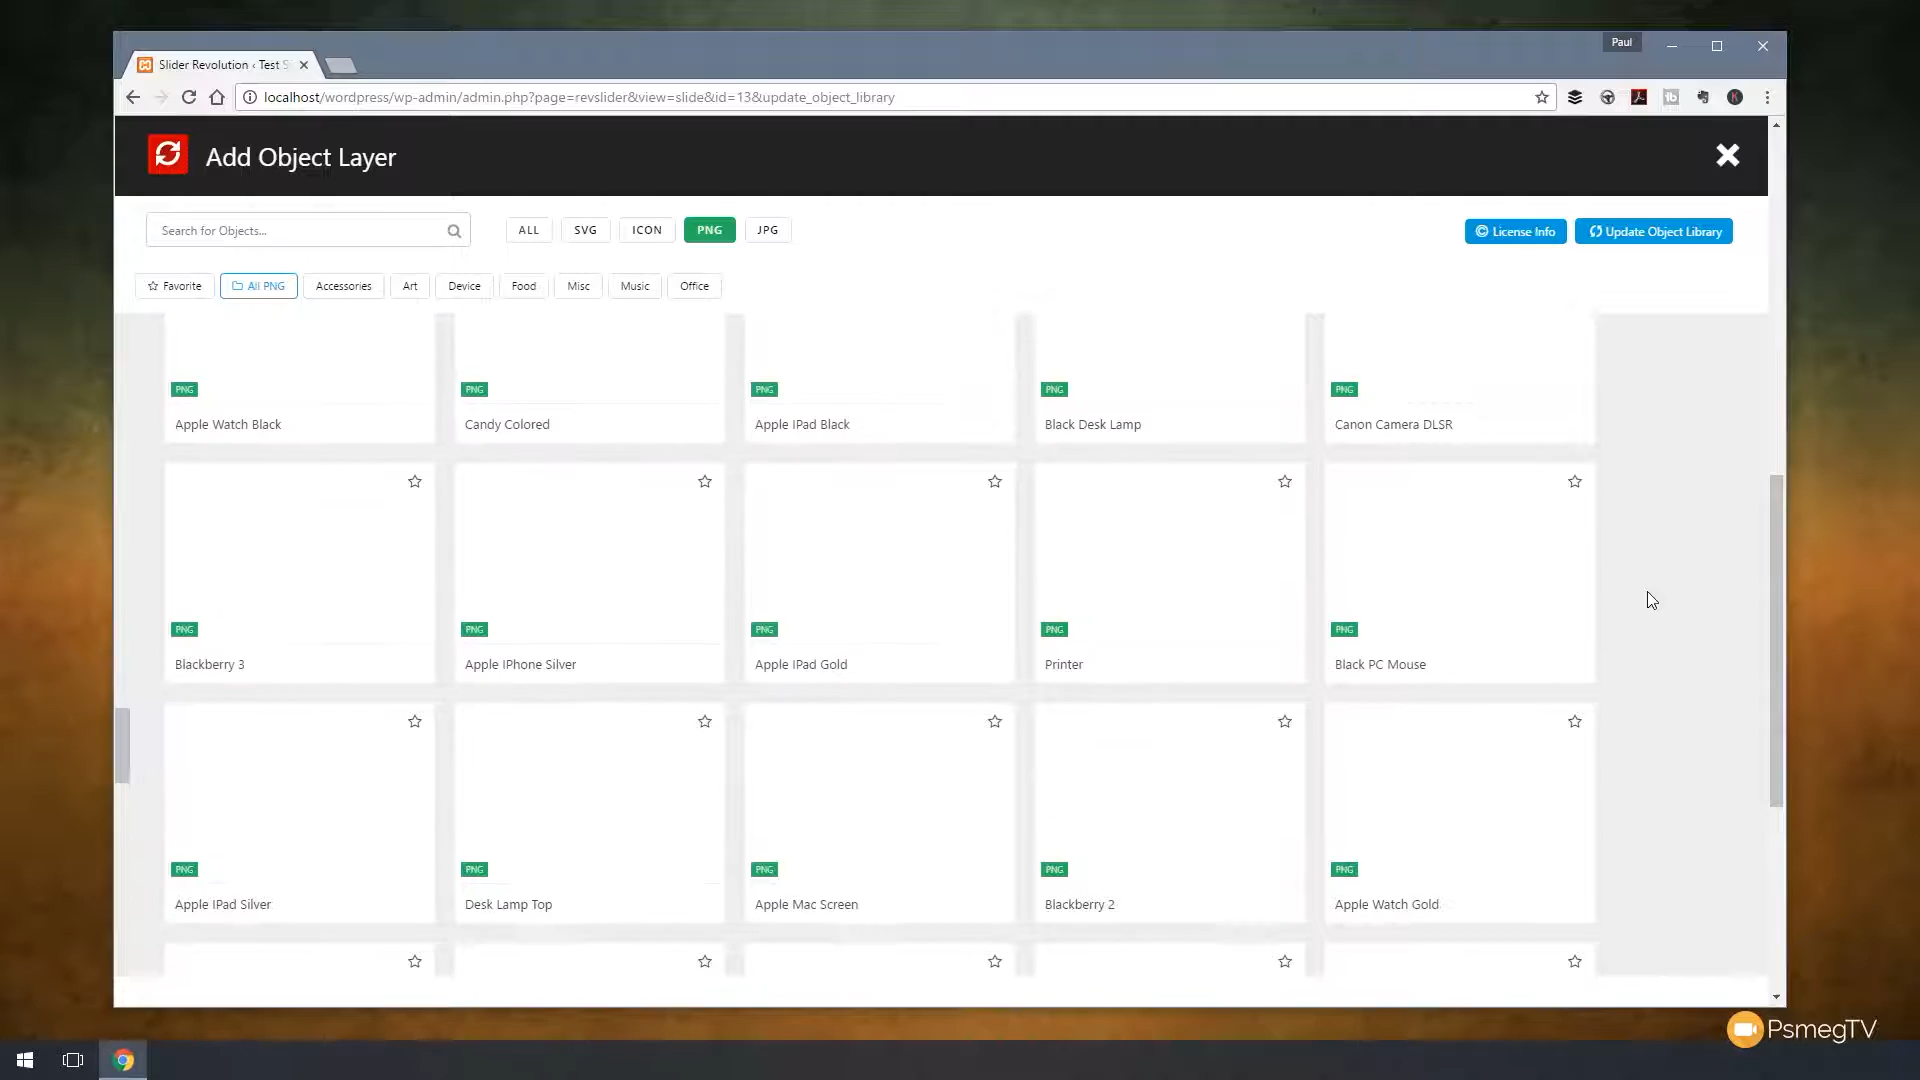 Paul
Slider Revolution ‹ Test S
localhost/wordpress/wp-admin/admin.php?page=revslider&view=slide&id=13&update_object_library
Add Object Layer
Search for Objects...
ALL SVG ICON PNG JPG
License Info Update Object Library
Favorite All PNG Accessories Art Device Food Misc Music Office
PNG PNG PNG PNG PNG
Apple Watch Black Candy Colored Apple IPad Black Black Desk Lamp Canon Camera DLSR
PNG PNG PNG PNG PNG
Blackberry 3 Apple IPhone Silver Apple IPad Gold Printer Black PC Mouse
PNG PNG PNG PNG PNG
Apple IPad Silver Desk Lamp Top Apple Mac Screen Blackberry 2 Apple Watch Gold
PsmegTV